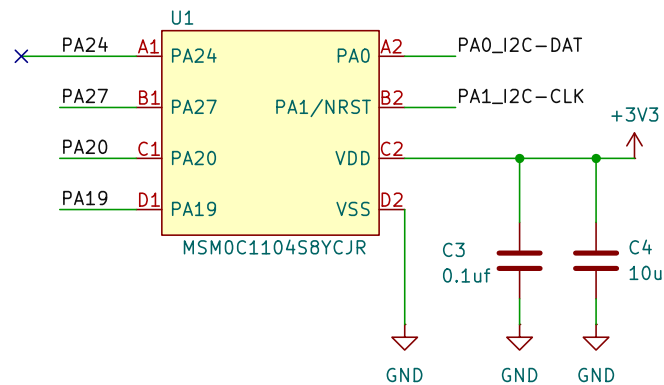 U1
PA24 A1 PA24 PA0 A2 PA0_I2C-DAT
PA27 B1 PA27 PA1/NRST B2 PA1_I2C-CLK
+3V3
PA20 C1 PA20 VDD C2
PA19 D1 PA19 VSS D2
MSM0C1104S8YCJR
C3
0.1uf
C4
10u
GND GND GND